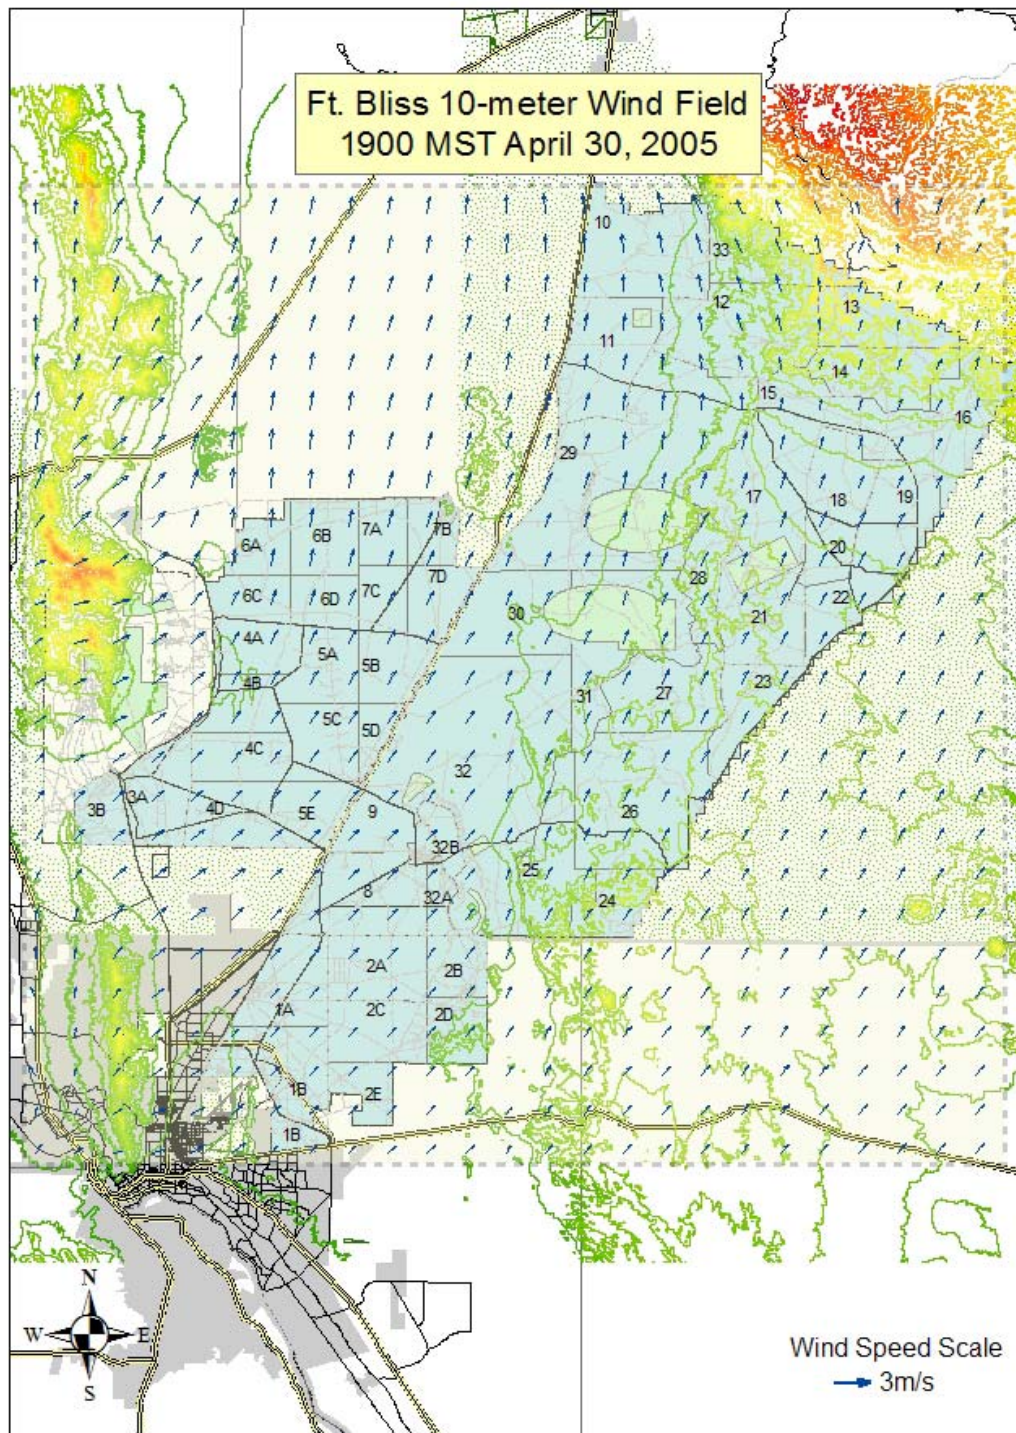 Ft. Bliss 10-meter Wind Field
1900 MST April 30, 2005
10
33
12
13
11
14
15
16
29
17
18
19
6A
6B
7A
7B
20
6C
6D
7C
7D
28
22
30
21
4A
5A
5B
4B
31
27
23
5C
5D
4C
32
3B
3A
4D
5E
9
26
32B
25
8
32A
24
2A
2B
1A
2C
2D
1B
2E
1B
N
W E
S
Wind Speed Scale
3m/s